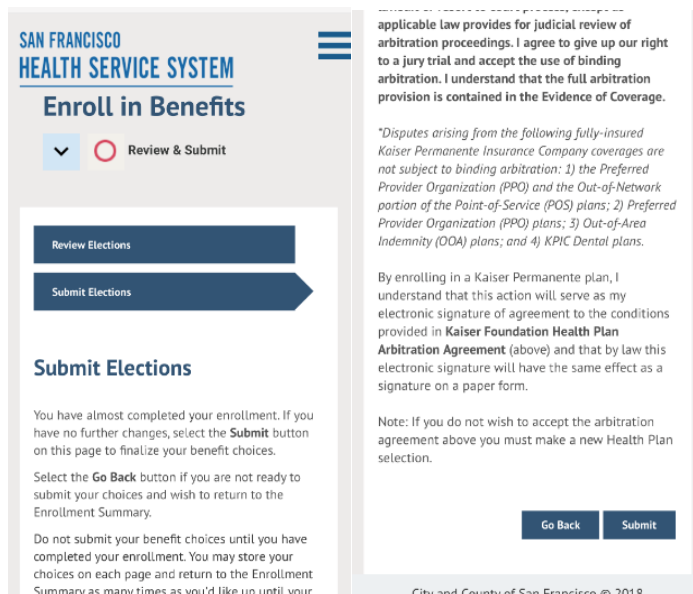 SAN FRANCISCO
HEALTH SERVICE SYSTEM
Enroll in Benefits
Review & Submit
Review Elections
Submit Elections
Submit Elections
You have almost completed your enrollment. If you
have no further changes, select the Submit button
on this page to finalize your benefit choices.
Select the Go Back button if you are not ready to
submit your choices and wish to return to the
Enrollment Summary.
Do not submit your benefit choices until you have
completed your enrollment. You may store your
choices on each page and return to the Enrollment
Summary as many times as you'd like up until your
applicable law provides for judicial review of
arbitration proceedings. I agree to give up our right
to a jury trial and accept the use of binding
arbitration. I understand that the full arbitration
provision is contained in the Evidence of Coverage.
*Disputes arising from the following fully-insured
Kaiser Permanente Insurance Company coverages are
not subject to binding arbitration: 1) the Preferred
Provider Organization (PPO) and the Out-of-Network
portion of the Point-of-Service (POS) plans; 2) Preferred
Provider Organization (PPO) plans; 3) Out-of-Area
Indemnity (OOA) plans; and 4) KPIC Dental plans.
By enrolling in a Kaiser Permanente plan, I
understand that this action will serve as my
electronic signature of agreement to the conditions
provided in Kaiser Foundation Health Plan
Arbitration Agreement (above) and that by law this
electronic signature will have the same effect as a
signature on a paper form.
Note: If you do not wish to accept the arbitration
agreement above you must make a new Health Plan
selection.
Go Back Submit
City and County of San Francisco © 2018